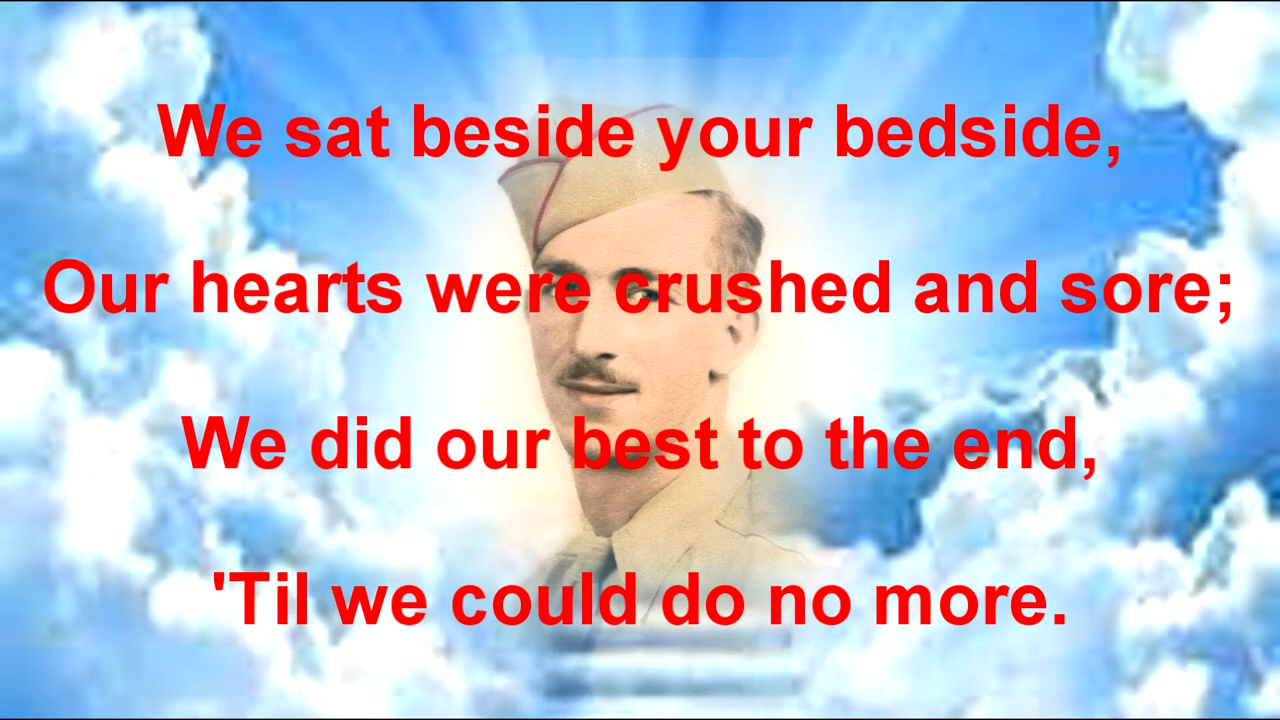 We sat beside your bedside,
Our hearts were crushed and sore;
We did our best to the end,
'Til we could do no more.